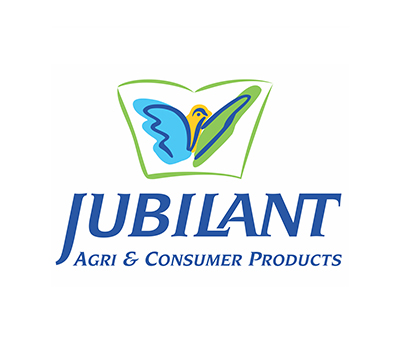 JUBILANT
AGRI & CONSUMER PRODUCTS